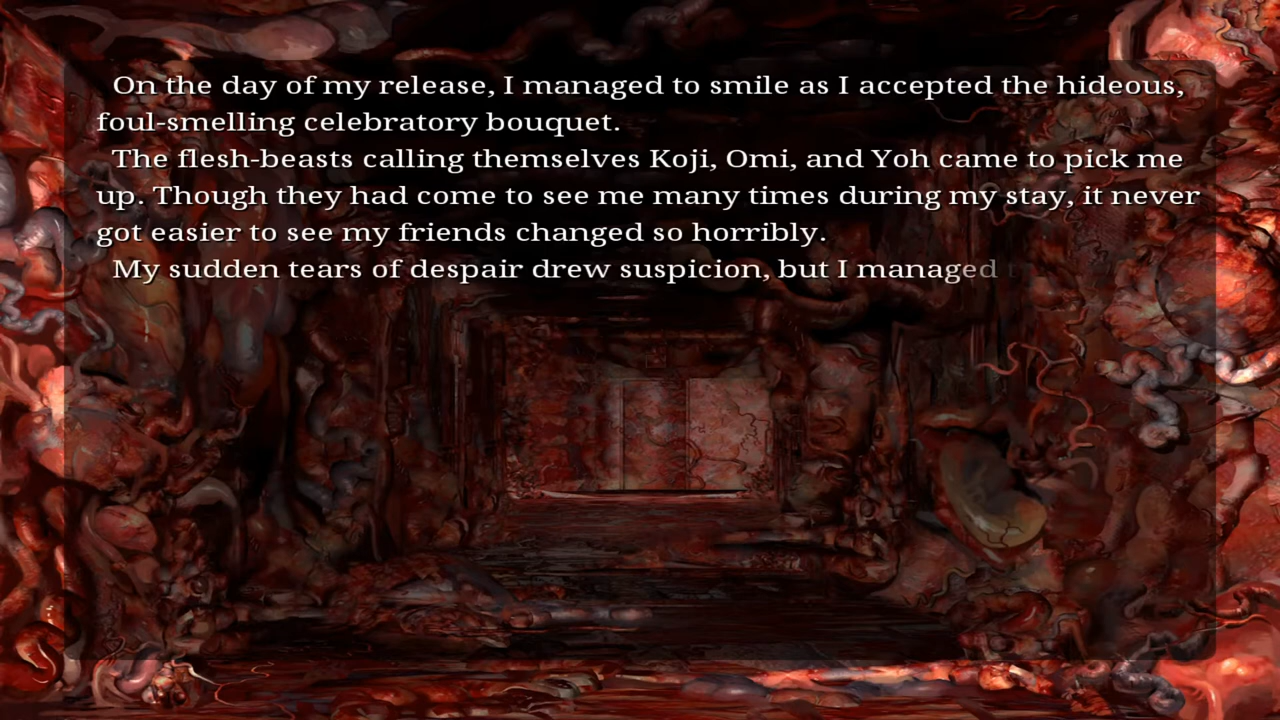 On the day of my release, I managed to smile as I accepted the hideous,
foul-smelling celebratory bouquet.
The flesh-beasts calling themselves Koji, Omi, and Yoh came to pick me
up. Though they had come to see me many times during my stay, it never
got easier to see my friends changed so horribly.
My sudden tears of despair drew suspicion, but I managed t